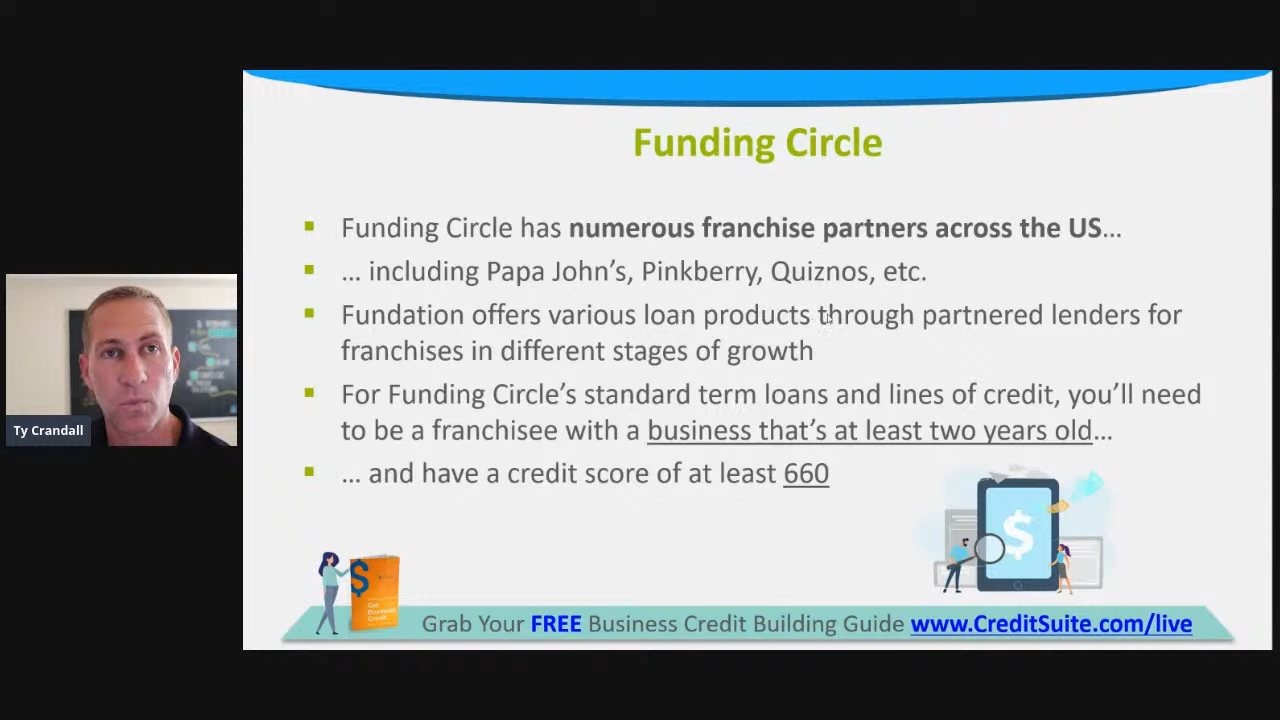 Funding Circle
Funding Circle has numerous franchise partners across the US…
… including Papa John's, Pinkberry, Quiznos, etc.
Fundation offers various loan products through partnered lenders for
franchises in different stages of growth
For Funding Circle's standard term loans and lines of credit, you'll need
to be a franchisee with a business that's at least two years old…
… and have a credit score of at least 660
Ty Crandall
$
$
Get
Business
Credit
Grab Your FREE Business Credit Building Guide www.CreditSuite.com/live